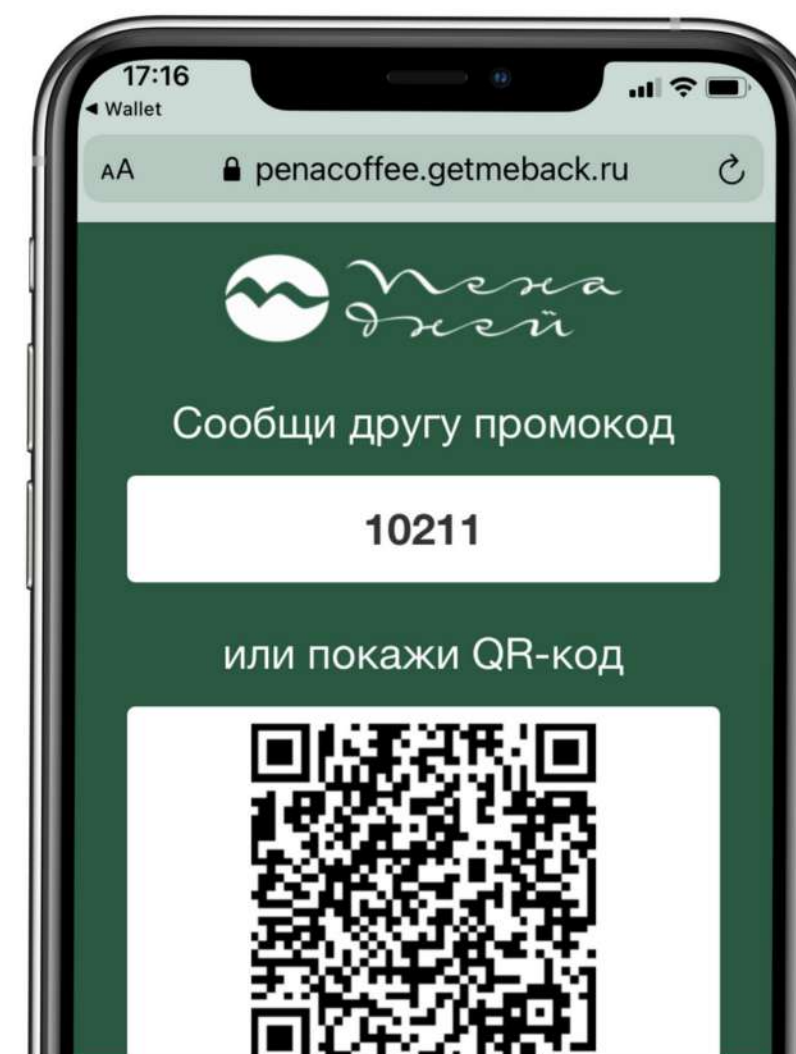 17:16
◀ Wallet
AA penacoffee.getmeback.ru
Пена
джей
Сообщи другу промокод
10211
или покажи QR-код